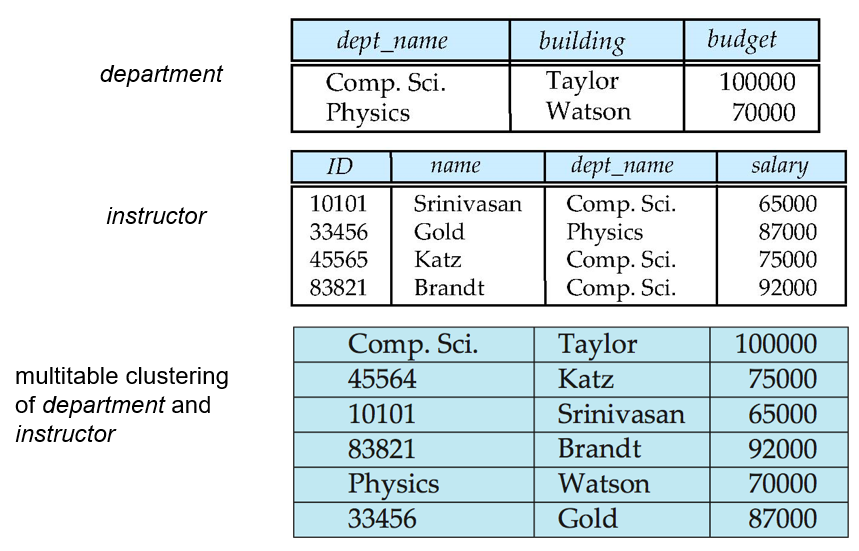 department
dept_name building budget
Comp. Sci. Taylor 100000
Physics Watson 70000
instructor
ID name dept_name salary
10101 Srinivasan Comp. Sci. 65000
33456 Gold Physics 87000
45565 Katz Comp. Sci. 75000
83821 Brandt Comp. Sci. 92000
multitable clustering
of department and
instructor
Comp. Sci. Taylor 100000
45564 Katz 75000
10101 Srinivasan 65000
83821 Brandt 92000
Physics Watson 70000
33456 Gold 87000